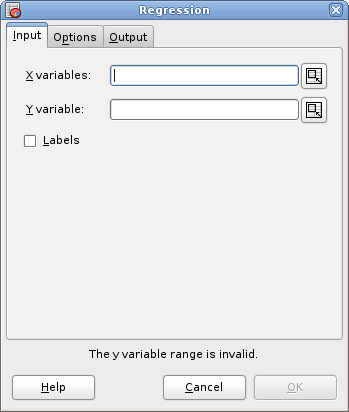 Regression
Input Options Output
X variables:
Y variable:
Labels
The y variable range is invalid.
Help Cancel OK